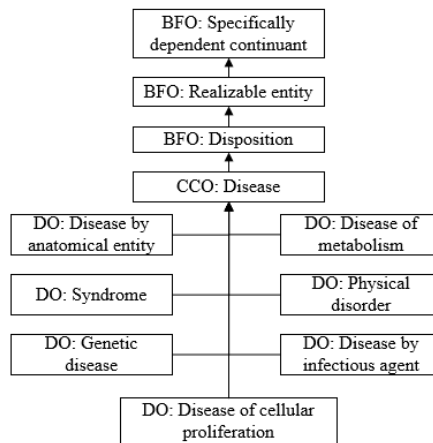 BFO: Specifically
dependent continuant
BFO: Realizable entity
BFO: Disposition
CCO: Disease
DO: Disease by
anatomical entity
DO: Disease of
metabolism
DO: Syndrome
DO: Physical
disorder
DO: Genetic
disease
DO: Disease by
infectious agent
DO: Disease of cellular
proliferation